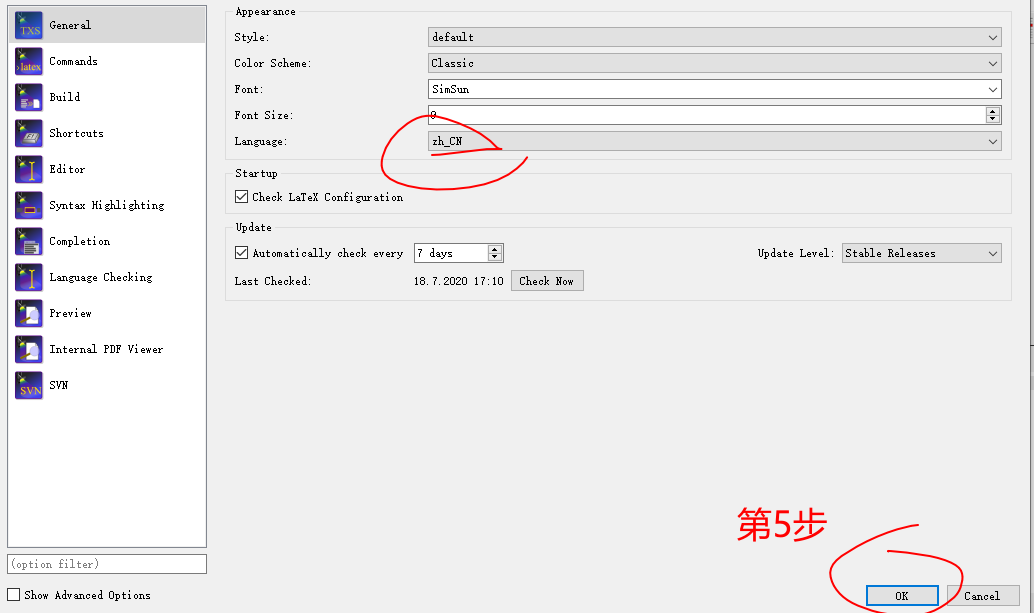 TXS General
›latex Commands
Build
Shortcuts
Editor
Syntax Highlighting
Completion
Language Checking
Preview
Internal PDF Viewer
SVN SVN
(option filter)
Show Advanced Options
Appearance
Style: default
Color Scheme: Classic
Font: SimSun
Font Size: 9
Language: zh_CN
Startup
Check LaTeX Configuration
Update
Automatically check every 7 days Update Level: Stable Releases
Last Checked: 18.7.2020 17:10 Check Now
第5步
OK Cancel